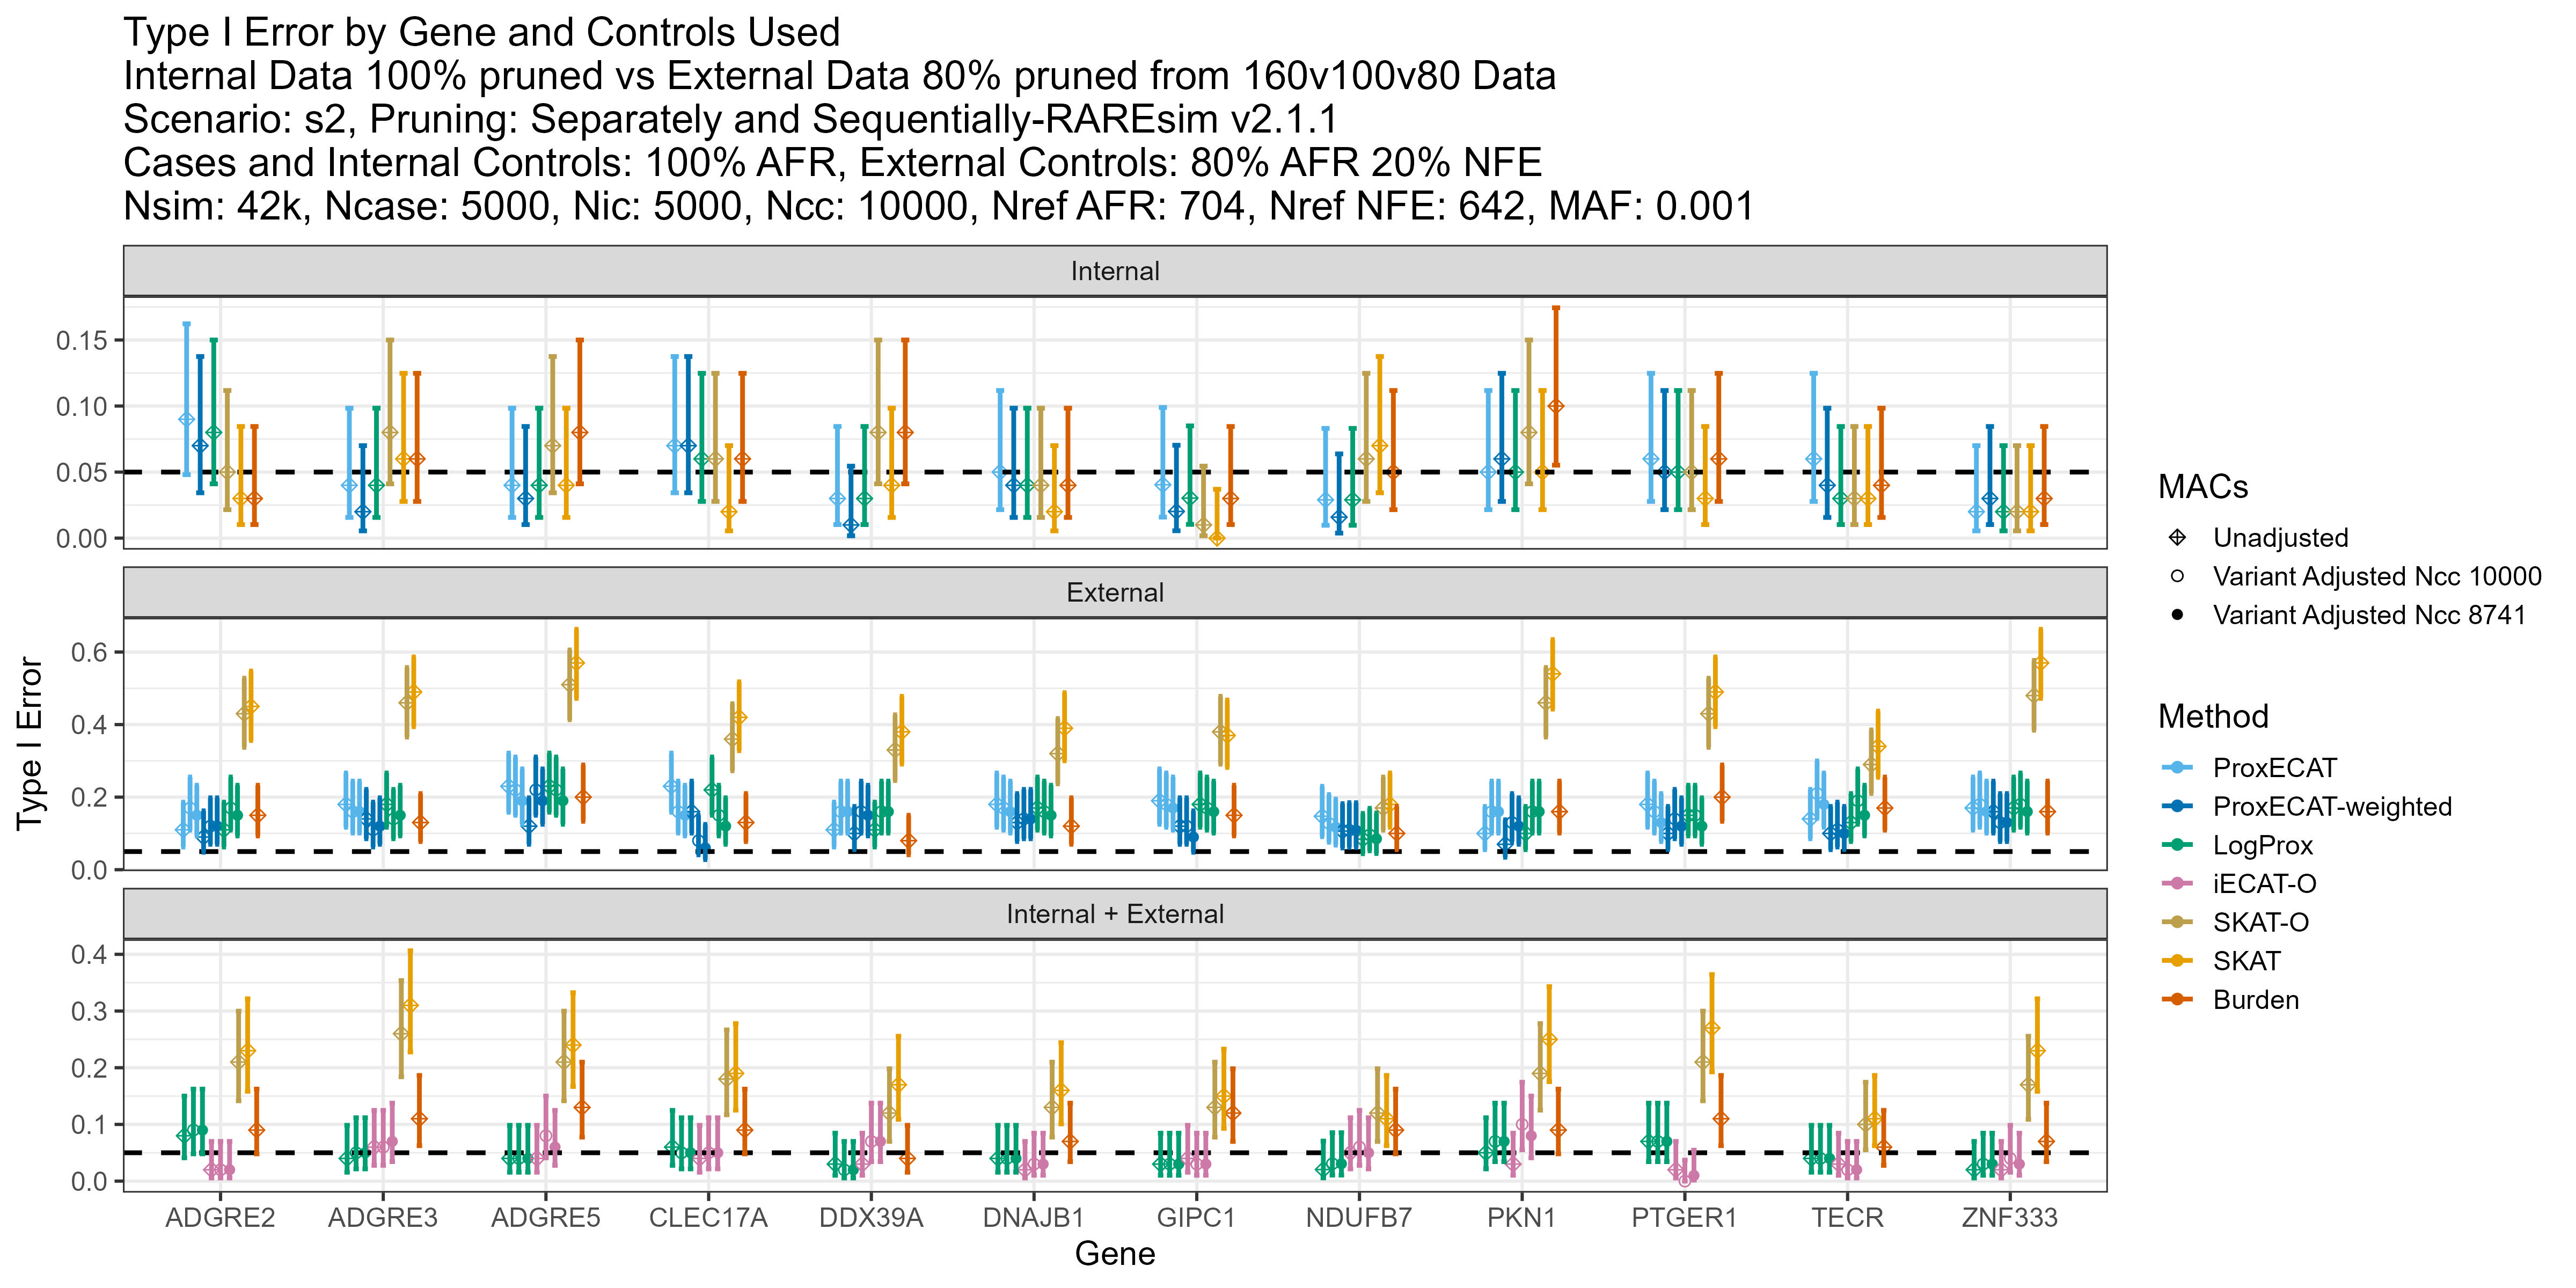 Type I Error by Gene and Controls Used
Internal Data 100% pruned vs External Data 80% pruned from 160v100v80 Data
Scenario: s2, Pruning: Separately and Sequentially-RAREsim v2.1.1
Cases and Internal Controls: 100% AFR, External Controls: 80% AFR 20% NFE
Nsim: 42k, Ncase: 5000, Nic: 5000, Ncc: 10000, Nref AFR: 704, Nref NFE: 642, MAF: 0.001
Internal
0.15
0.10
0.05
0.00
External
0.6
0.4
0.2
0.0
Internal + External
0.4
0.3
0.2
0.1
0.0
Type I Error
ADGRE2 ADGRE3 ADGRE5 CLEC17A DDX39A DNAJB1 GIPC1 NDUFB7 PKN1 PTGER1 TECR ZNF333
Gene
MACs
Unadjusted
Variant Adjusted Ncc 10000
Variant Adjusted Ncc 8741
Method
ProxECAT
ProxECAT-weighted
LogProx
iECAT-O
SKAT-O
SKAT
Burden